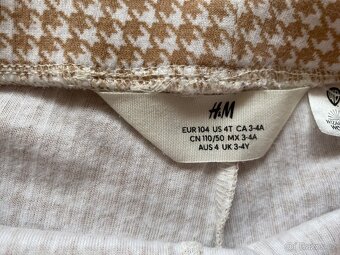 H&M
EUR 104 US 4T CA 3-4A
CN 110/50 MX 3-4A
AUS 4 UK 3-4Y